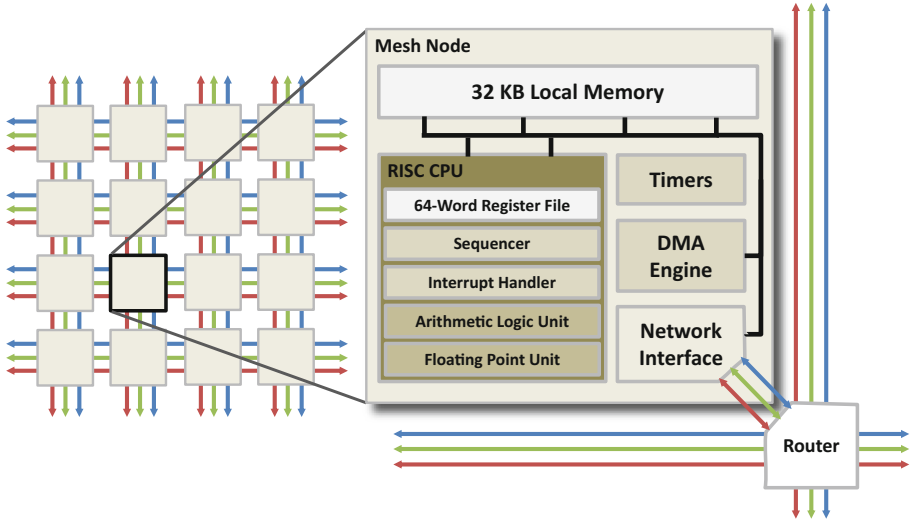 Mesh Node
32 KB Local Memory
RISC CPU
64-Word Register File
Sequencer
Interrupt Handler
Arithmetic Logic Unit
Floating Point Unit
Timers
DMA
Engine
Network
Interface
Router